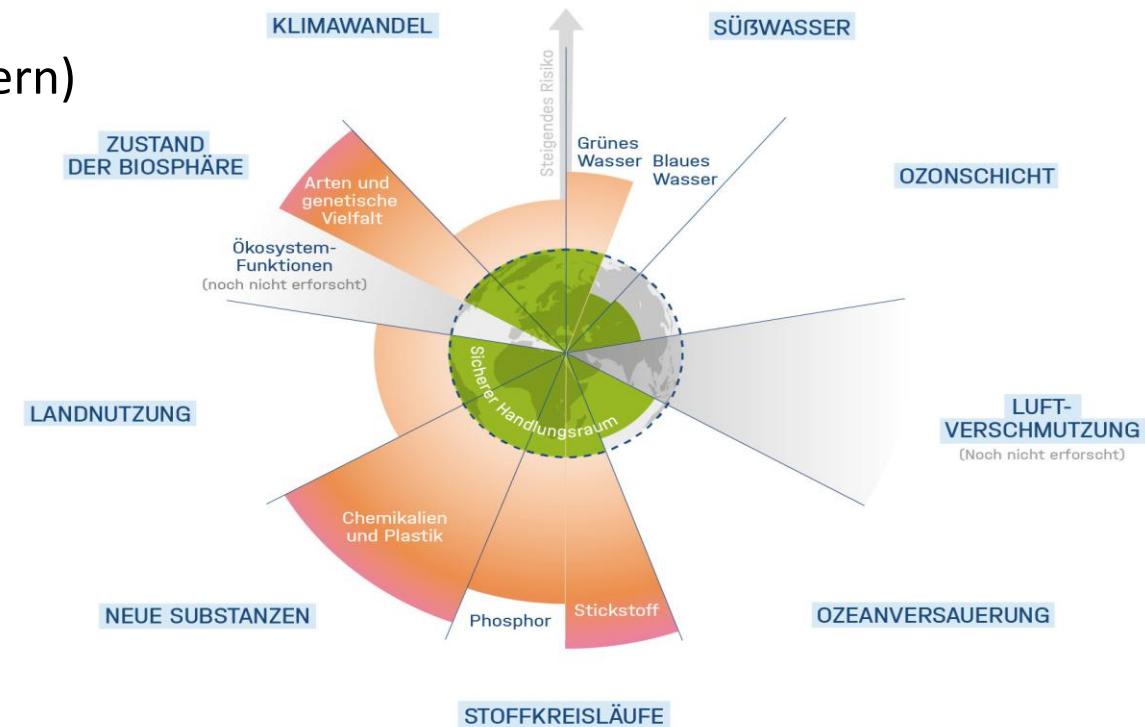 KLIMAWANDEL
SÜßWASSER
ern)
Steigendes Risiko
ZUSTAND
DER BIOSPHÄRE
Grünes
Wasser
Blaues
Wasser
OZONSCHICHT
Arten und
genetische
Vielfalt
Ökosystem-
Funktionen
(noch nicht erforscht)
Sicherer Handlungsraum
LANDNUTZUNG
LUFT-
VERSCHMUTZUNG
(Noch nicht erforscht)
Chemikalien
und Plastik
NEUE SUBSTANZEN
Phosphor
Stickstoff
OZEANVERSAUERUNG
STOFFKREISLÄUFE